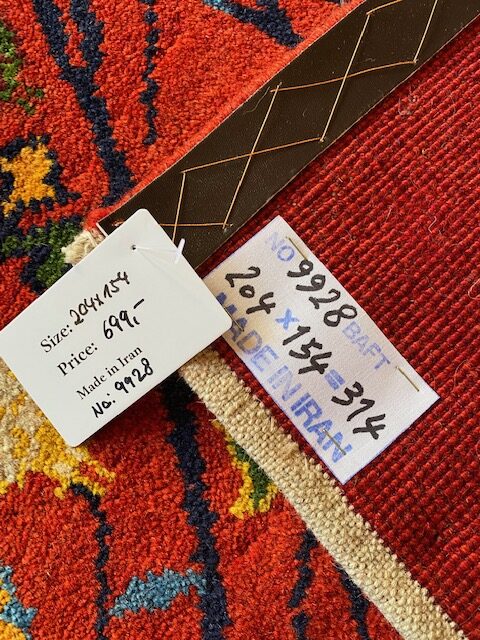 Size: 204x154
Price: 699,-
Made in Iran
No: 9928
NO 9928 BAFT
204 X 154 = 314
MADE IN IRAN